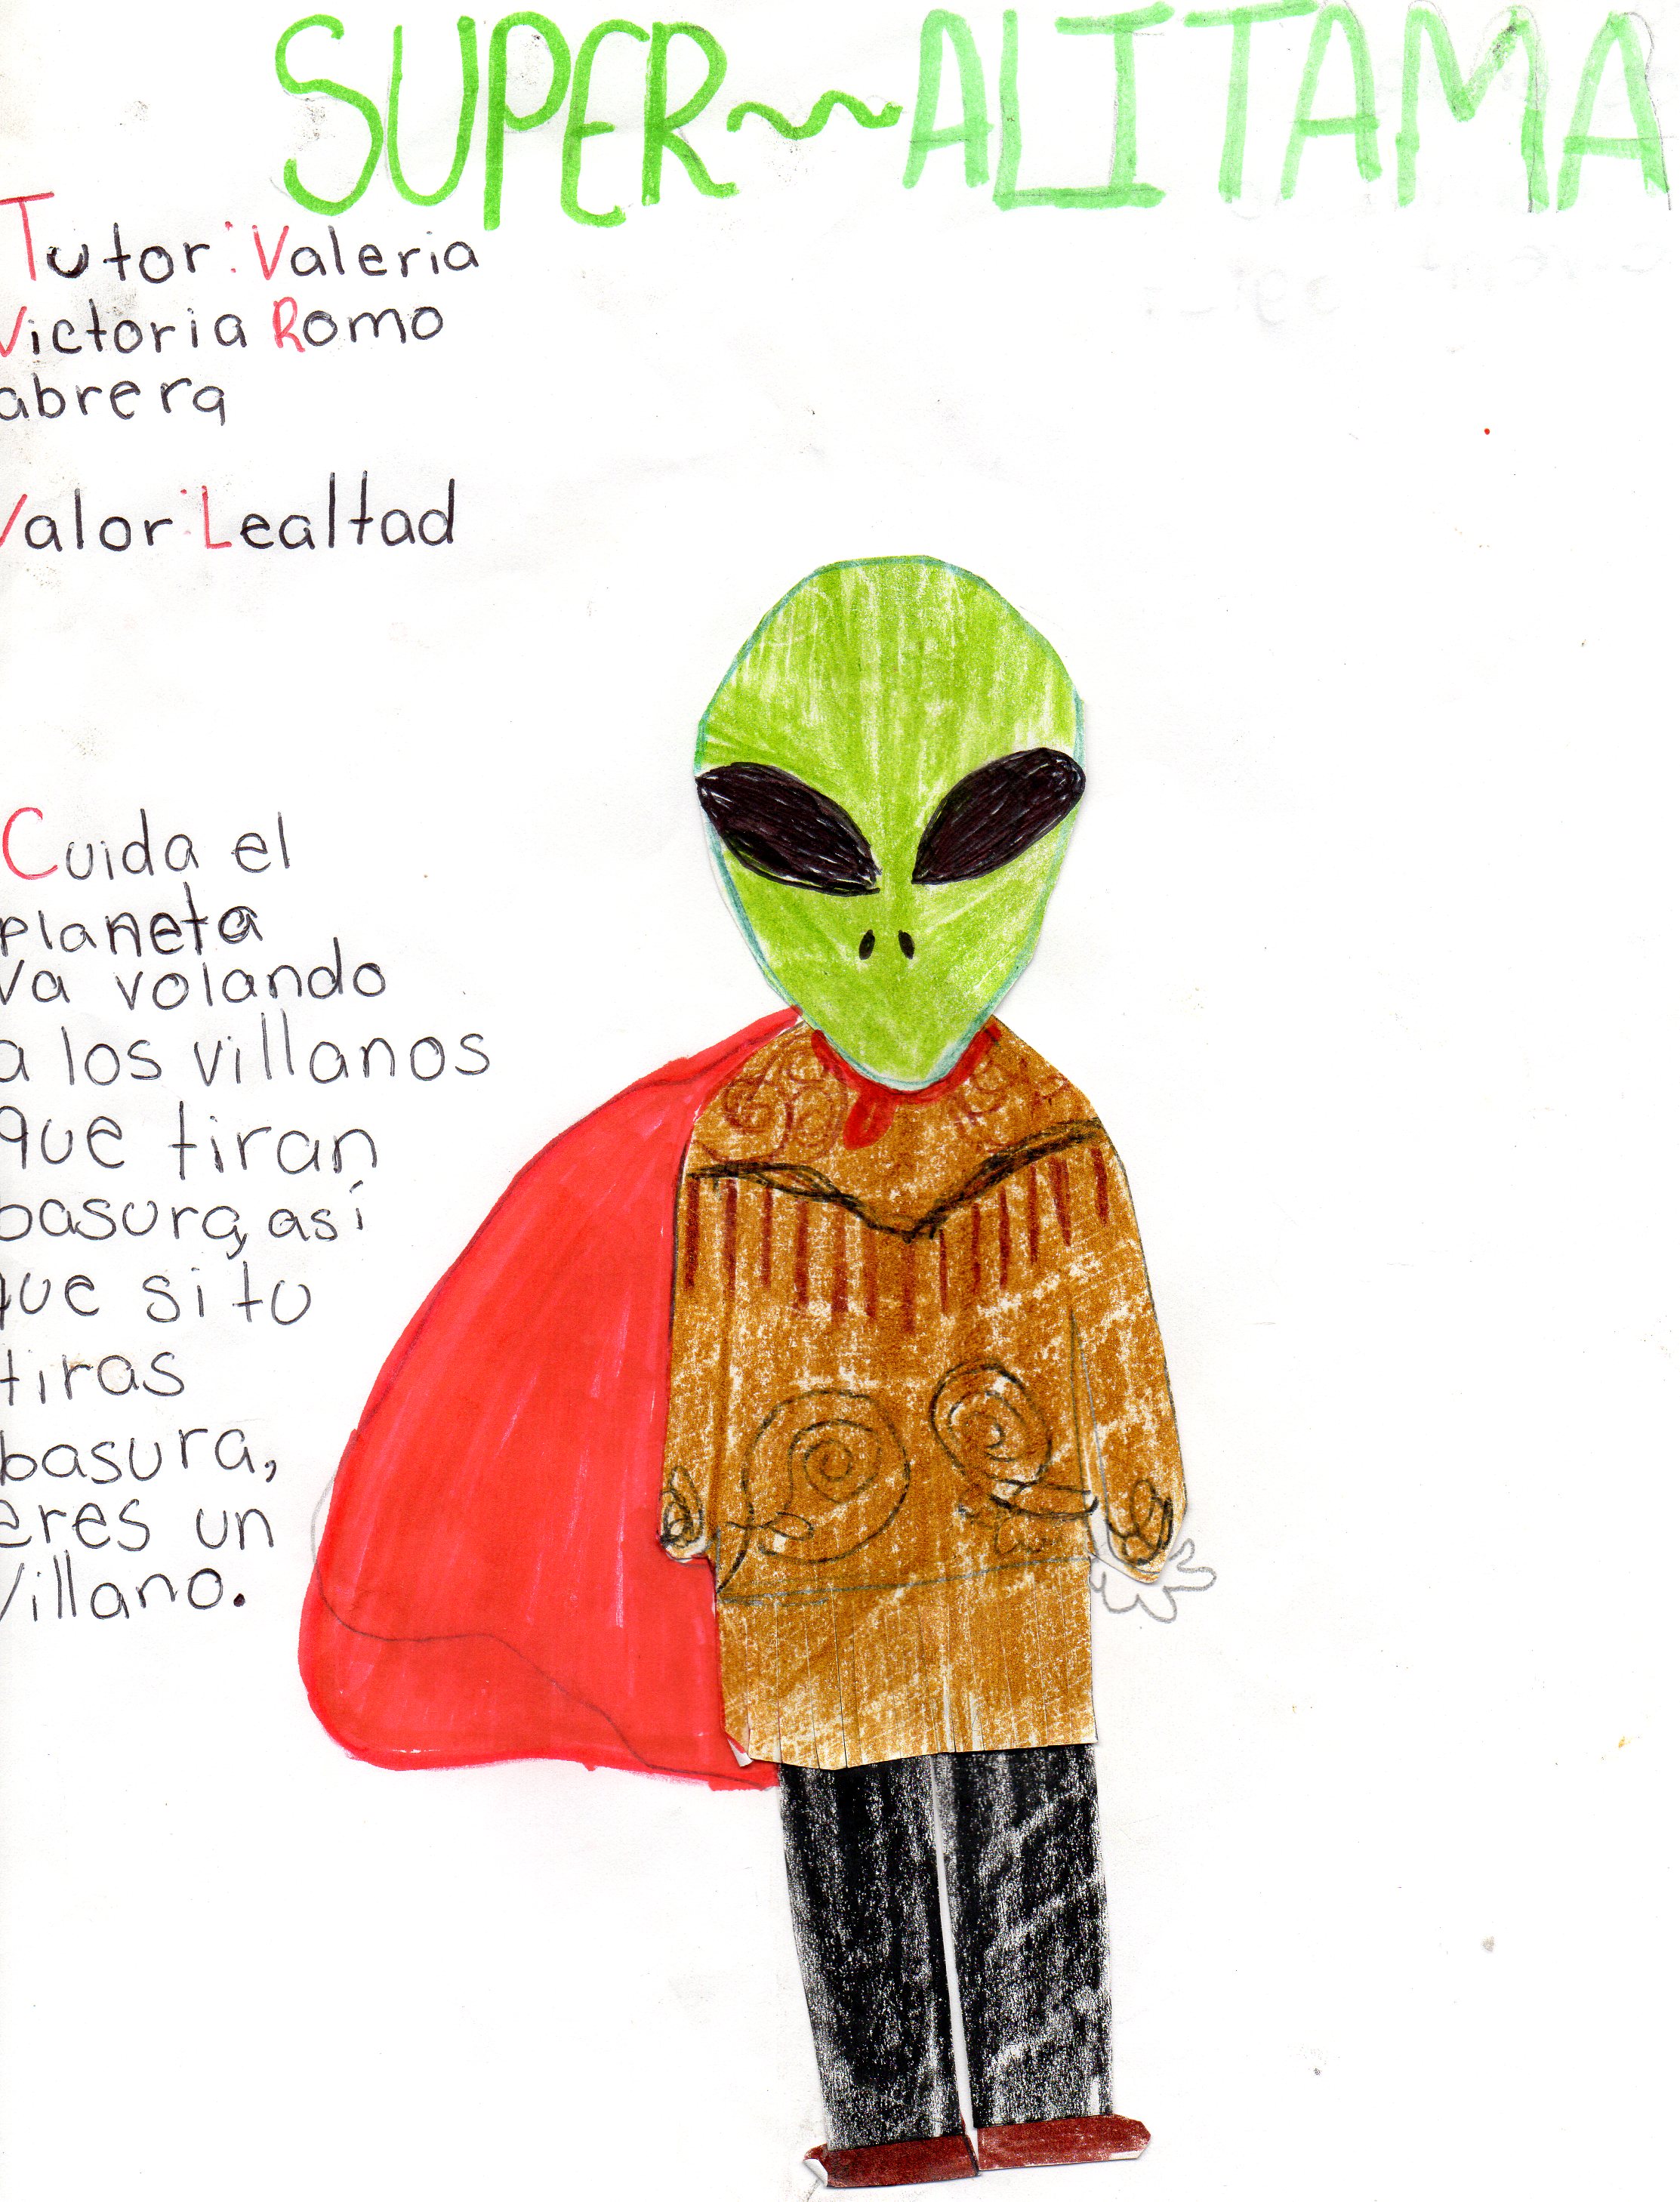 SUPER~ALITAMA
Tutor: Valeria
Victoria Romo
abrera
Valor: Lealtad
Cuida el
planeta
va volando
a los villanos
que tiran
basura, así
que si tu
tiras
basura,
eres un
Villano.